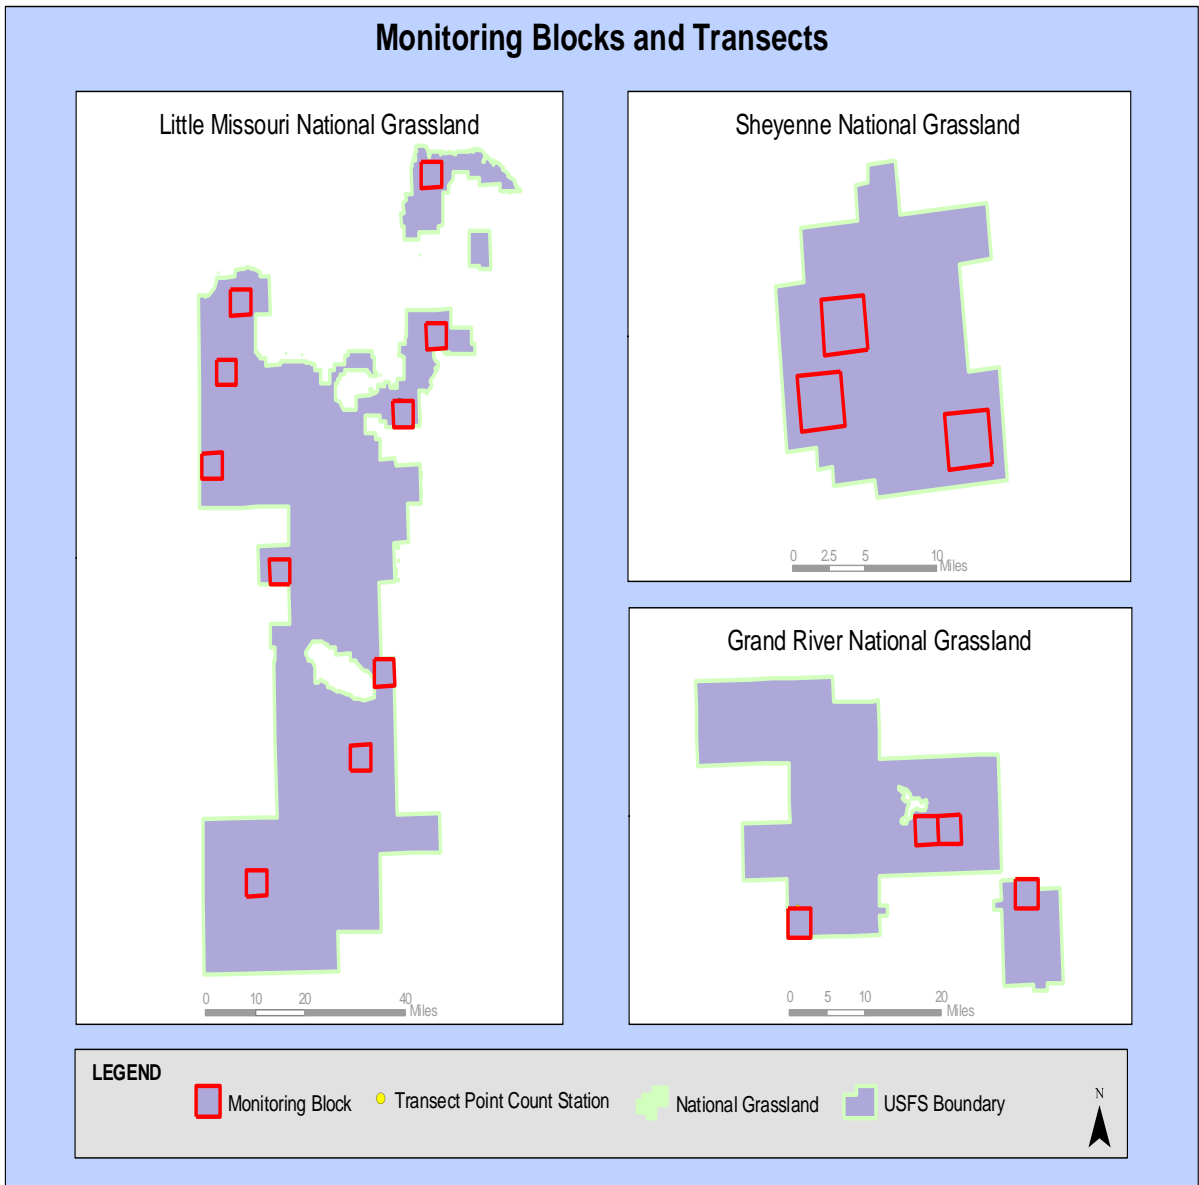 Monitoring Blocks and Transects
Little Missouri National Grassland
0 10 20 40
Miles
Sheyenne National Grassland
0 2.5 5 10
Miles
Grand River National Grassland
0 5 10 20
Miles
LEGEND
Monitoring Block
Transect Point Count Station
National Grassland
USFS Boundary
N